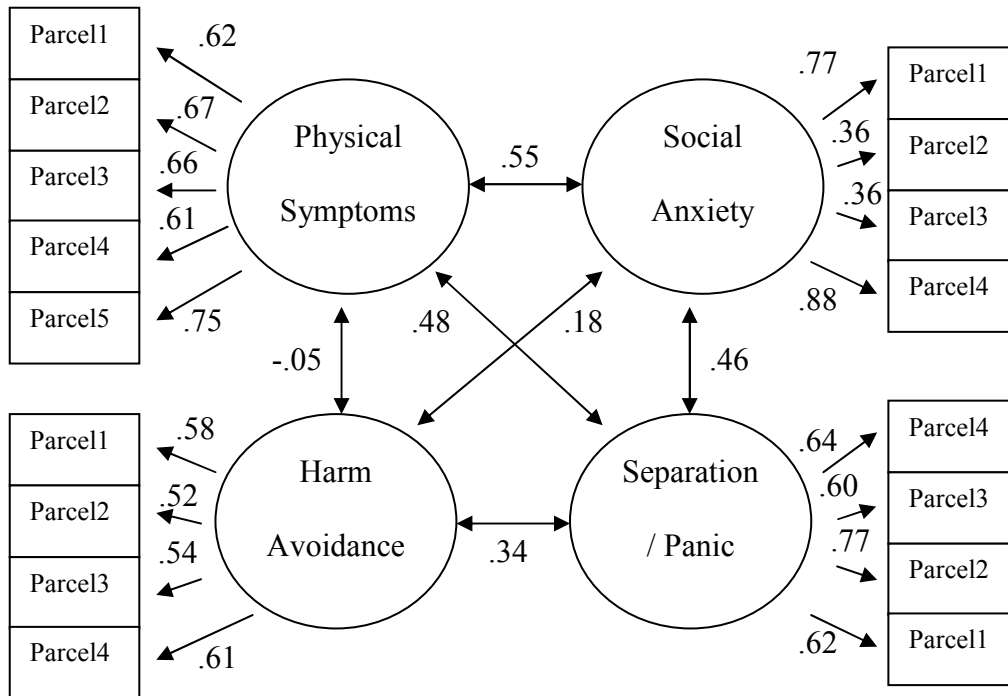 Parcel1
Parcel2
Parcel3
Parcel4
Parcel5
.62
.67
.66
.61
.75
Physical
Symptoms
.55
Social
Anxiety
.77
.36
.36
.88
Parcel1
Parcel2
Parcel3
Parcel4
-.05
.48
.18
.46
Parcel1
Parcel2
Parcel3
Parcel4
.58
.52
.54
.61
Harm
Avoidance
.34
Separation
/ Panic
.64
.60
.77
.62
Parcel4
Parcel3
Parcel2
Parcel1